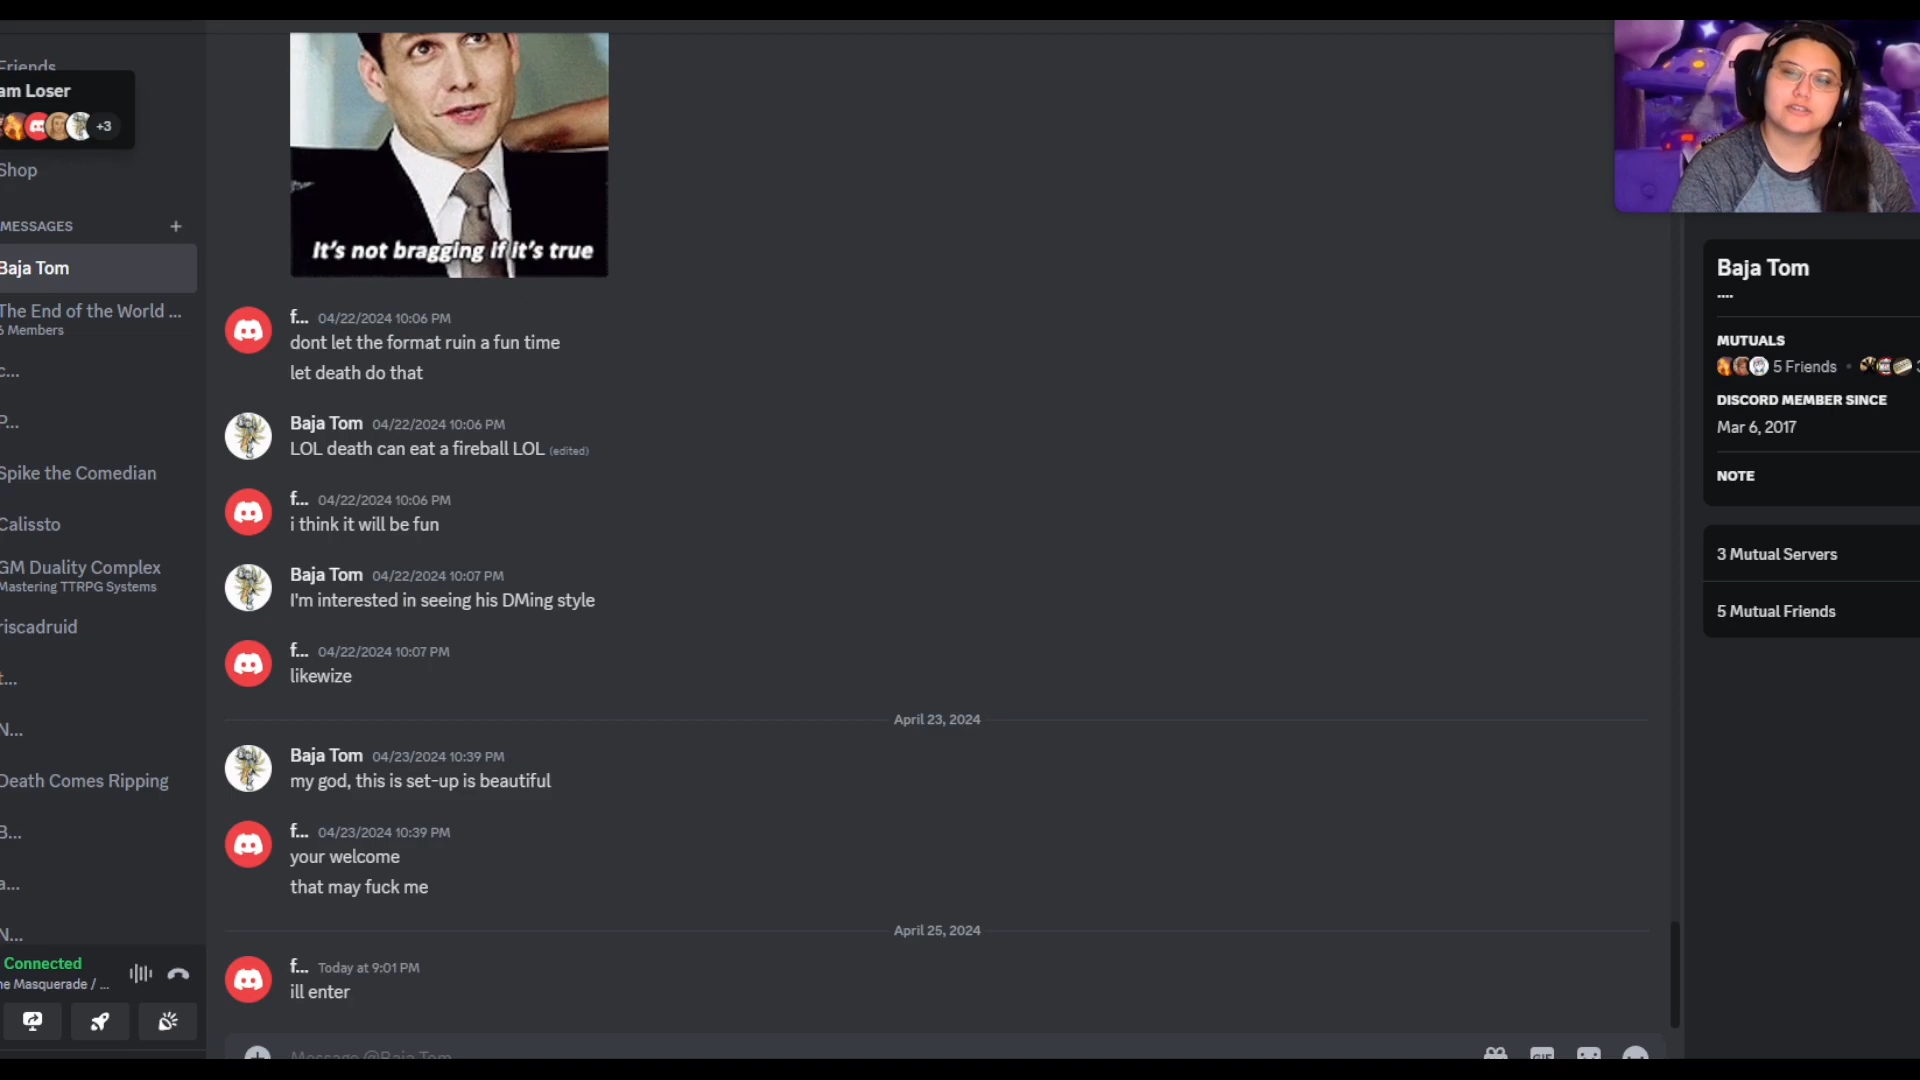 Friends
am Loser
+3
Shop
MESSAGES
Baja Tom
The End of the World ...
6 Members
c...
P...
Spike the Comedian
Calissto
GM Duality Complex
Mastering TTRPG Systems
riscadruid
t...
N...
Death Comes Ripping
B...
a...
N...
Connected
he Masquerade / ...
It's not bragging if it's true
f... 04/22/2024 10:06 PM
dont let the format ruin a fun time
let death do that
Baja Tom 04/22/2024 10:06 PM
LOL death can eat a fireball LOL (edited)
f... 04/22/2024 10:06 PM
i think it will be fun
Baja Tom 04/22/2024 10:07 PM
I'm interested in seeing his DMing style
f... 04/22/2024 10:07 PM
likewize
April 23, 2024
Baja Tom 04/23/2024 10:39 PM
my god, this is set-up is beautiful
f... 04/23/2024 10:39 PM
your welcome
that may fuck me
April 25, 2024
f... Today at 9:01 PM
ill enter
Message @Baja Tom
GIF
Baja Tom
....
MUTUALS
5 Friends •
DISCORD MEMBER SINCE
Mar 6, 2017
NOTE
3 Mutual Servers
5 Mutual Friends